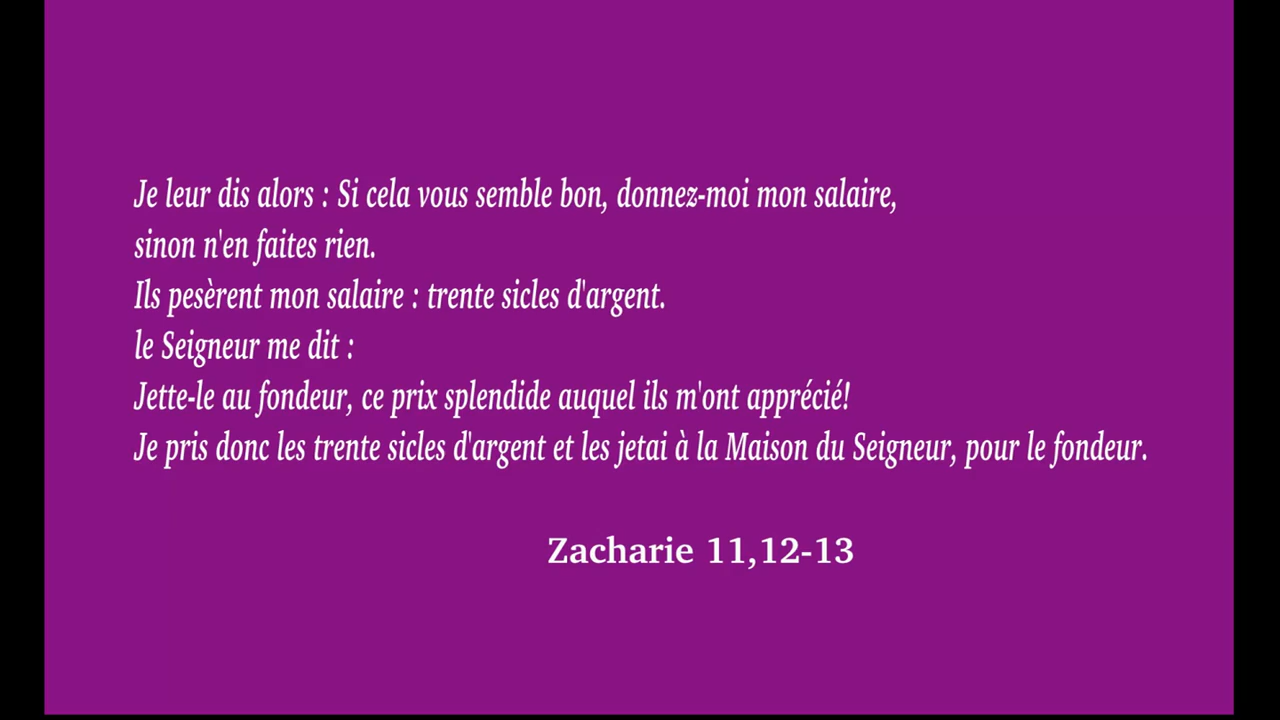 Je leur dis alors : Si cela vous semble bon, donnez-moi mon salaire,
sinon n'en faites rien.
Ils pesèrent mon salaire : trente sicles d'argent.
le Seigneur me dit :
Jette-le au fondeur, ce prix splendide auquel ils m'ont apprécié!
Je pris donc les trente sicles d'argent et les jetai à la Maison du Seigneur, pour le fondeur.
Zacharie 11,12-13